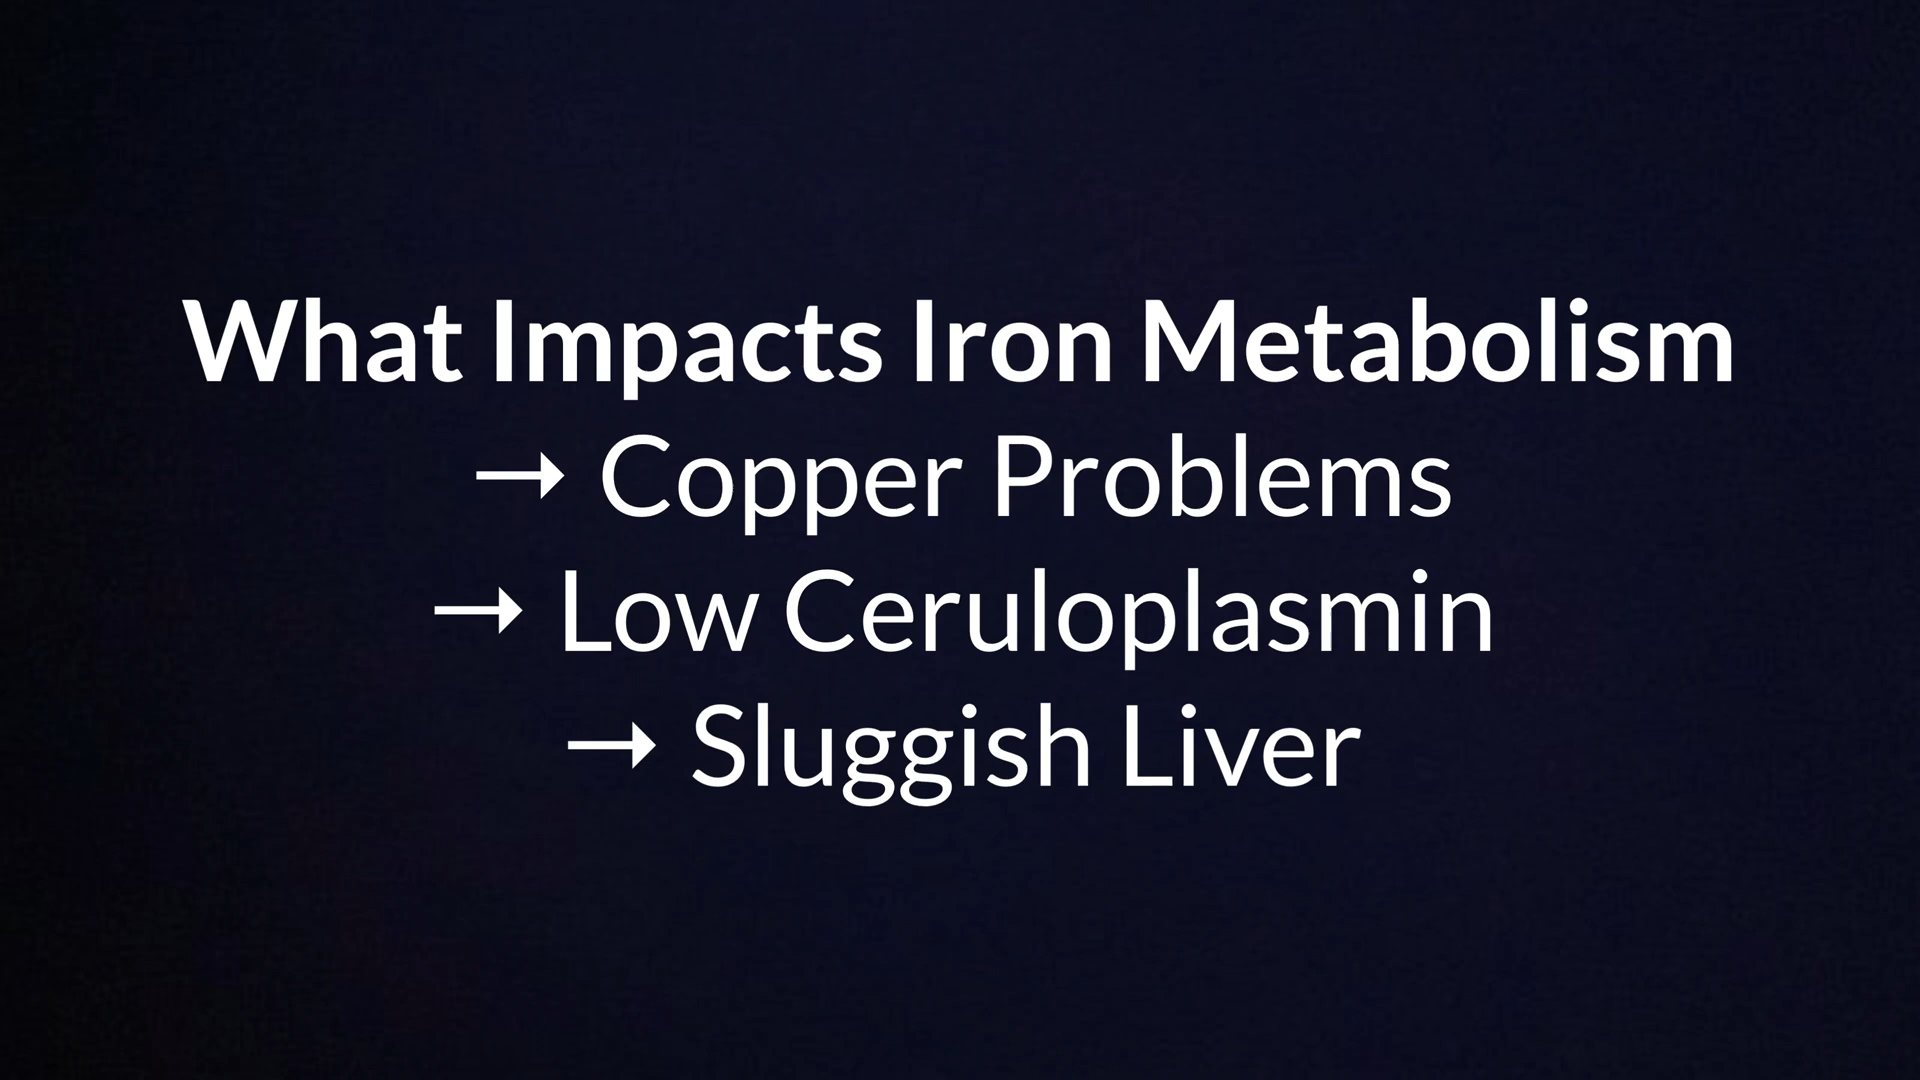 What Impacts Iron Metabolism
→ Copper Problems
→ Low Ceruloplasmin
→ Sluggish Liver